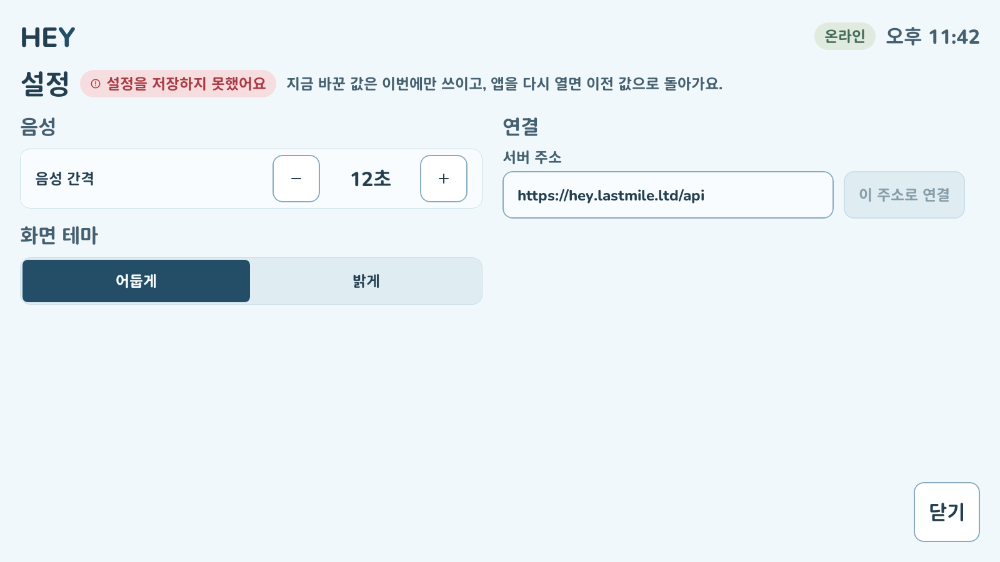 HEY
온라인 오후 11:42
설정 설정을 저장하지 못했어요 지금 바꾼 값은 이번에만 쓰이고, 앱을 다시 열면 이전 값으로 돌아가요.
음성
음성 간격 − 12초 +
화면 테마
어둡게 밝게
연결
서버 주소
https://hey.lastmile.ltd/api 이 주소로 연결
닫기